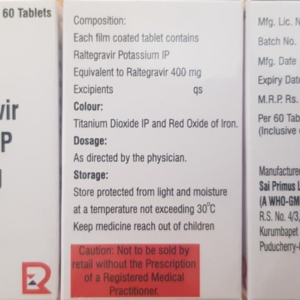 60 Tablets
vir
P
Composition:
Each film coated tablet contains
Raltegravir Potassium IP
Equivalent to Raltegravir 400 mg
Excipients qs
Colour:
Titanium Dioxide IP and Red Oxide of Iron.
Dosage:
As directed by the physician.
Storage:
Store protected from light and moisture
at a temperature not exceeding 30°C
Keep medicine reach out of children
Caution: Not to be sold by
retail without the Prescription
of a Registered Medical
Practitioner.
Mfg. Lic. N
Batch No.
Mfg. Date
Expiry Date
M.R.P. Rs.
Per 60 Tab
(Inclusive
Manufacturer
Sai Primus L
(A WHO-GM
R.S. No. 4/3,
Kurumbapet
Puducherry-